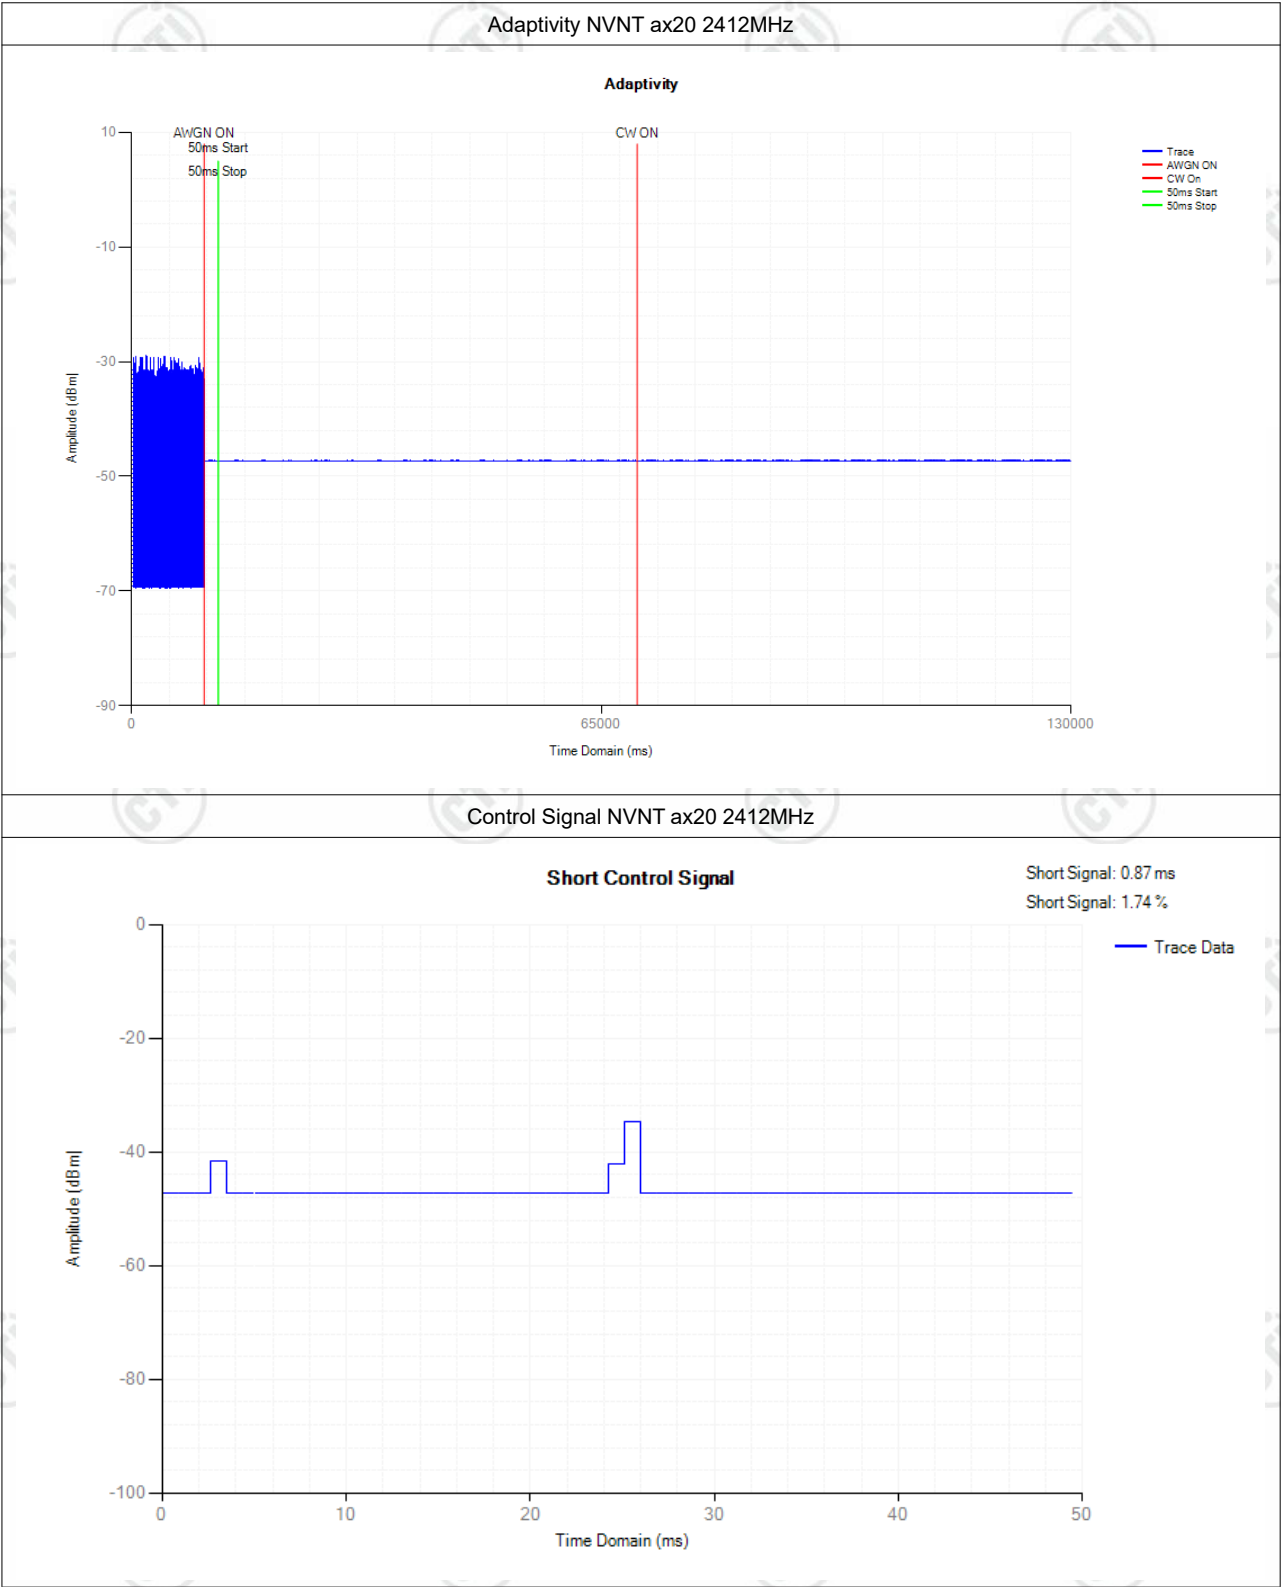 Adaptivity NVNT ax20 2412MHz
Adaptivity
10
AWGN ON
CW ON
50ms Start
50ms Stop
Trace
AWGN ON
CW On
50ms Start
50ms Stop
-10
-30
Amplitude [dBm]
-50
-70
-90
0
65000
130000
Time Domain (ms)
Control Signal NVNT ax20 2412MHz
Short Control Signal
Short Signal: 0.87 ms
Short Signal: 1.74 %
Trace Data
0
-20
-40
Amplitude [dBm]
-60
-80
-100
0
10
20
30
40
50
Time Domain (ms)